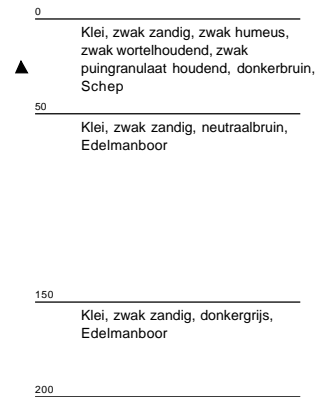 0
Klei, zwak zandig, zwak humeus,
zwak wortelhoudend, zwak
puingranulaat houdend, donkerbruin,
Schep
50
Klei, zwak zandig, neutraalbruin,
Edelmanboor
150
Klei, zwak zandig, donkergrijs,
Edelmanboor
200